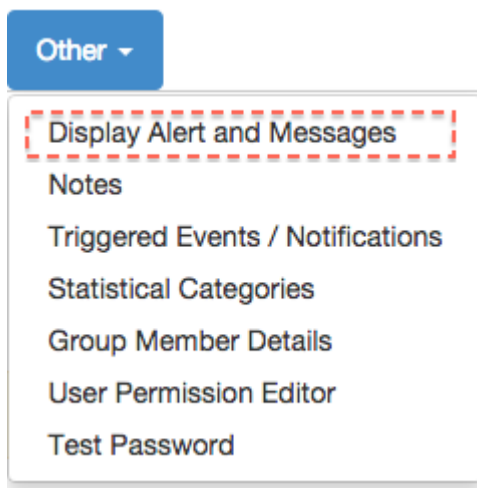 Other
Display Alert and Messages
Notes
Triggered Events / Notifications
Statistical Categories
Group Member Details
User Permission Editor
Test Password